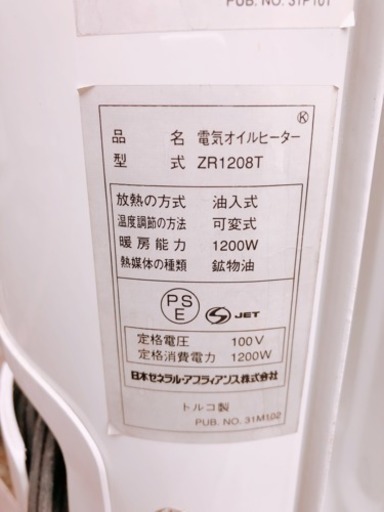 PUB. NO. 31P101
Ⓚ
品 名 電気オイルヒーター
型 式 ZR1208T
放熱の方式 油入式
温度調節の方法 可変式
暖房能力 1200W
熱媒体の種類 鉱物油
PS
E
S JET
定格電圧 100V
定格消費電力 1200W
日本ゼネラル・アプライアンス株式会社
トルコ製
PUB. NO. 31M102